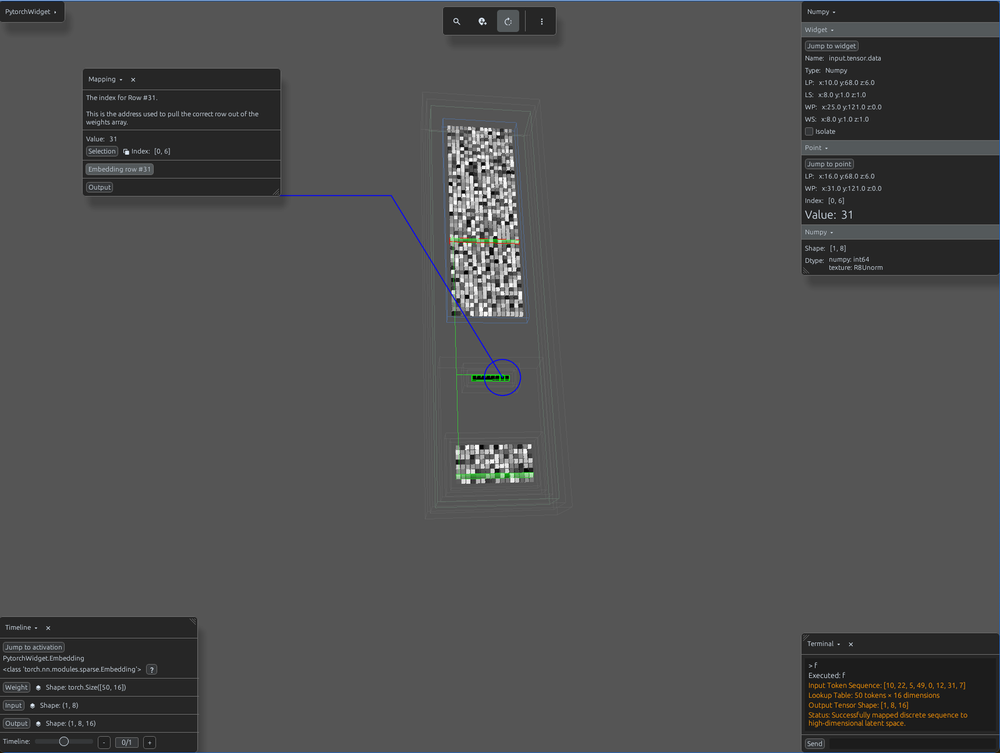 PytorchWidget
Mapping
The index for Row #31.
This is the address used to pull the correct row out of the
weights array.
Value: 31
Selection Index: [0, 6]
Embedding row #31
Output
Numpy
Widget
Jump to widget
Name: input.tensor.data
Type: Numpy
LP: x:10.0 y:68.0 z:6.0
LS: x:8.0 y:1.0 z:1.0
WP: x:25.0 y:121.0 z:0.0
WS: x:8.0 y:1.0 z:1.0
Isolate
Point
Jump to point
LP: x:16.0 y:68.0 z:6.0
WP: x:31.0 y:121.0 z:0.0
Index: [0, 6]
Value: 31
Numpy
Shape: [1, 8]
Dtype: numpy: int64
texture: R8Unorm
Timeline
Jump to activation
PytorchWidget.Embedding
<class 'torch.nn.modules.sparse.Embedding'> ?
Weight Shape: torch.Size([50, 16])
Input Shape: (1, 8)
Output Shape: (1, 8, 16)
Timeline: - 0/1 +
Terminal
> f
Executed: f
Input Token Sequence: [10, 22, 5, 49, 0, 12, 31, 7]
Lookup Table: 50 tokens × 16 dimensions
Output Tensor Shape: [1, 8, 16]
Status: Successfully mapped discrete sequence to
high-dimensional latent space.
Send